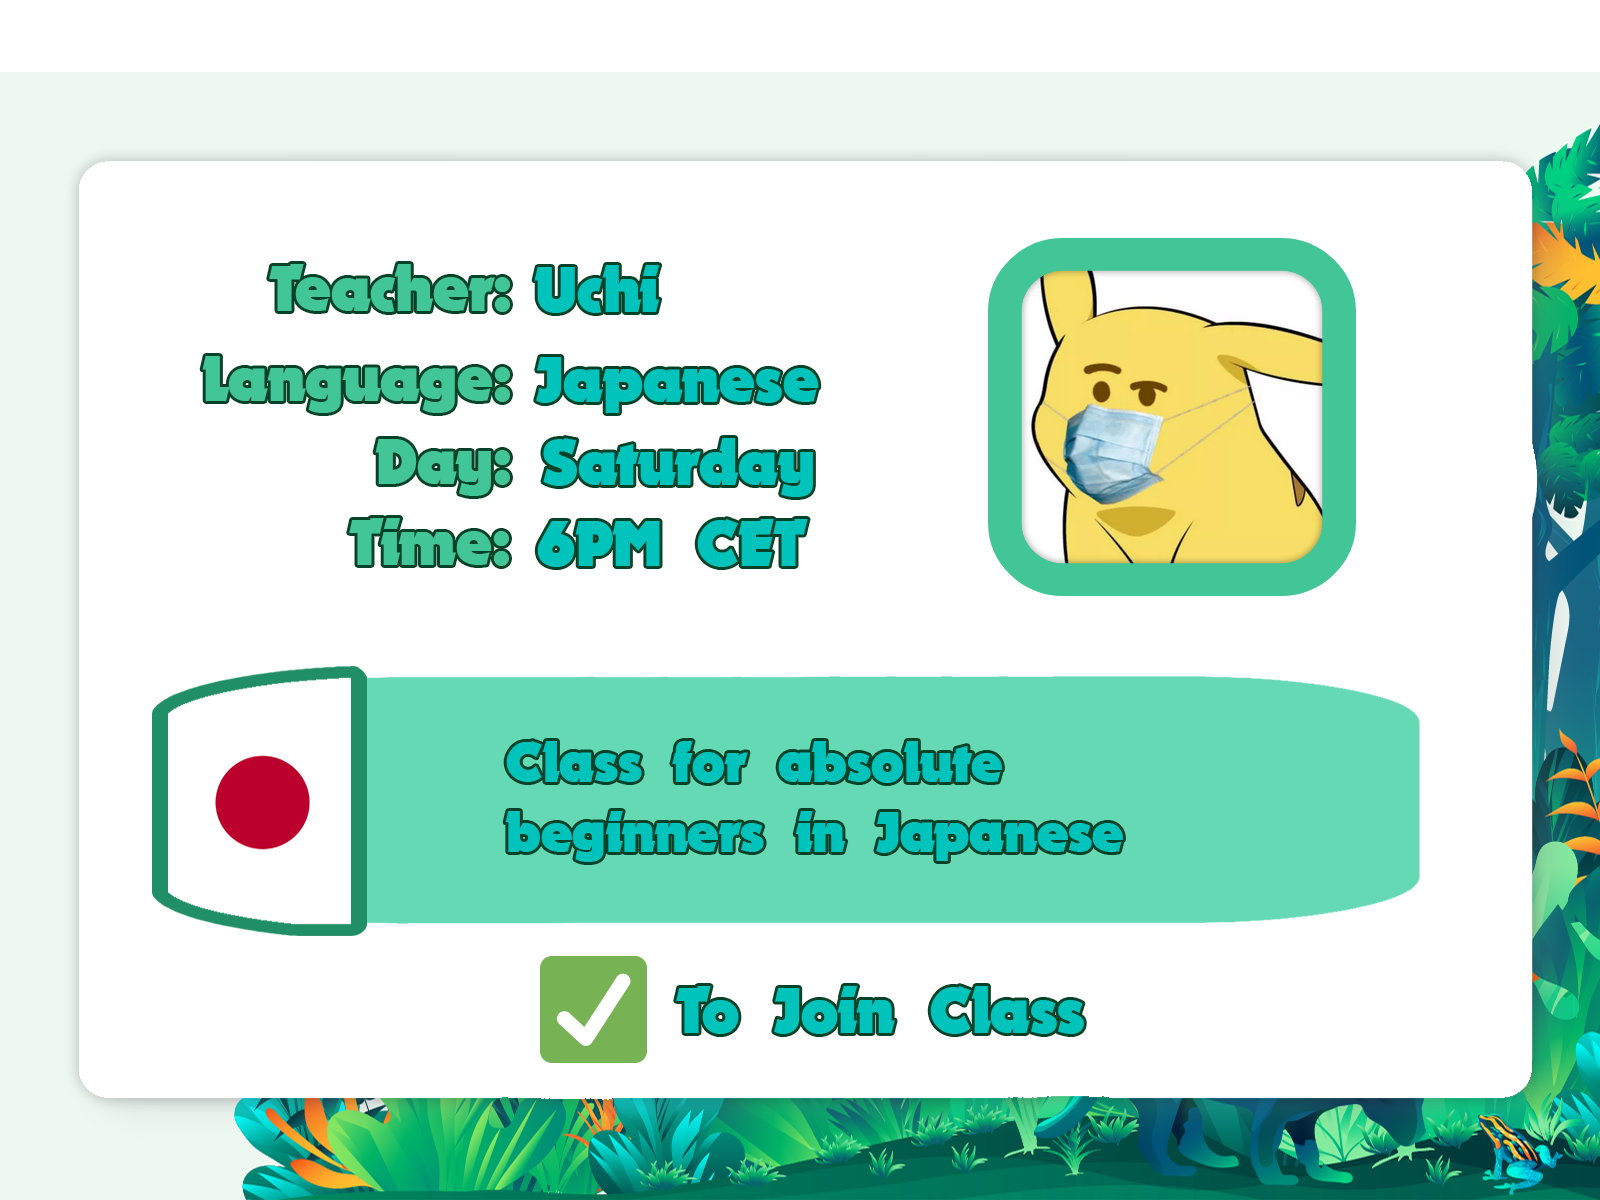 Teacher: Uchi
Language: Japanese
Day: Saturday
Time: 6PM CET
Class for absolute
beginners in Japanese
To Join Class